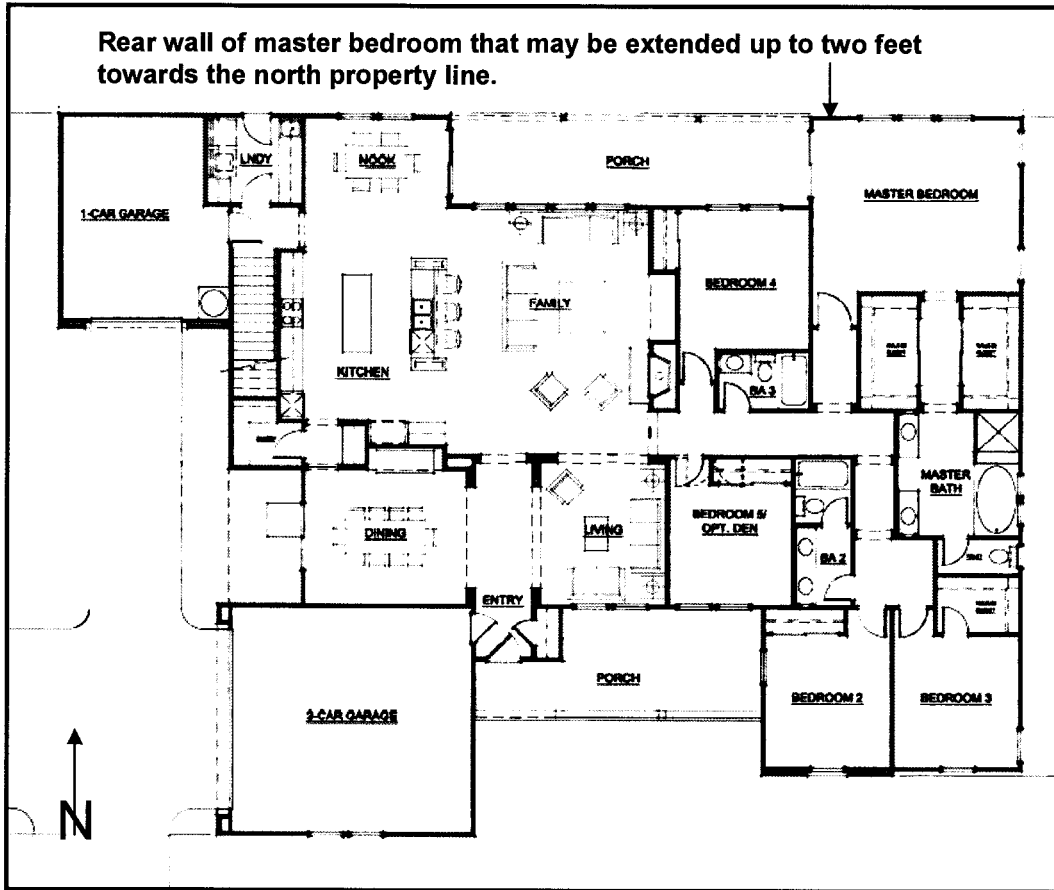 Rear wall of master bedroom that may be extended up to two feet
towards the north property line.
LNDY
NOOK
PORCH
MASTER BEDROOM
1-CAR GARAGE
BEDROOM 4
FAMILY
KITCHEN
BA 3
MASTER
BATH
BEDROOM 5/
OPT. DEN
LIVING
DINING
BA 2
ENTRY
PORCH
BEDROOM 2
BEDROOM 3
2-CAR GARAGE
N